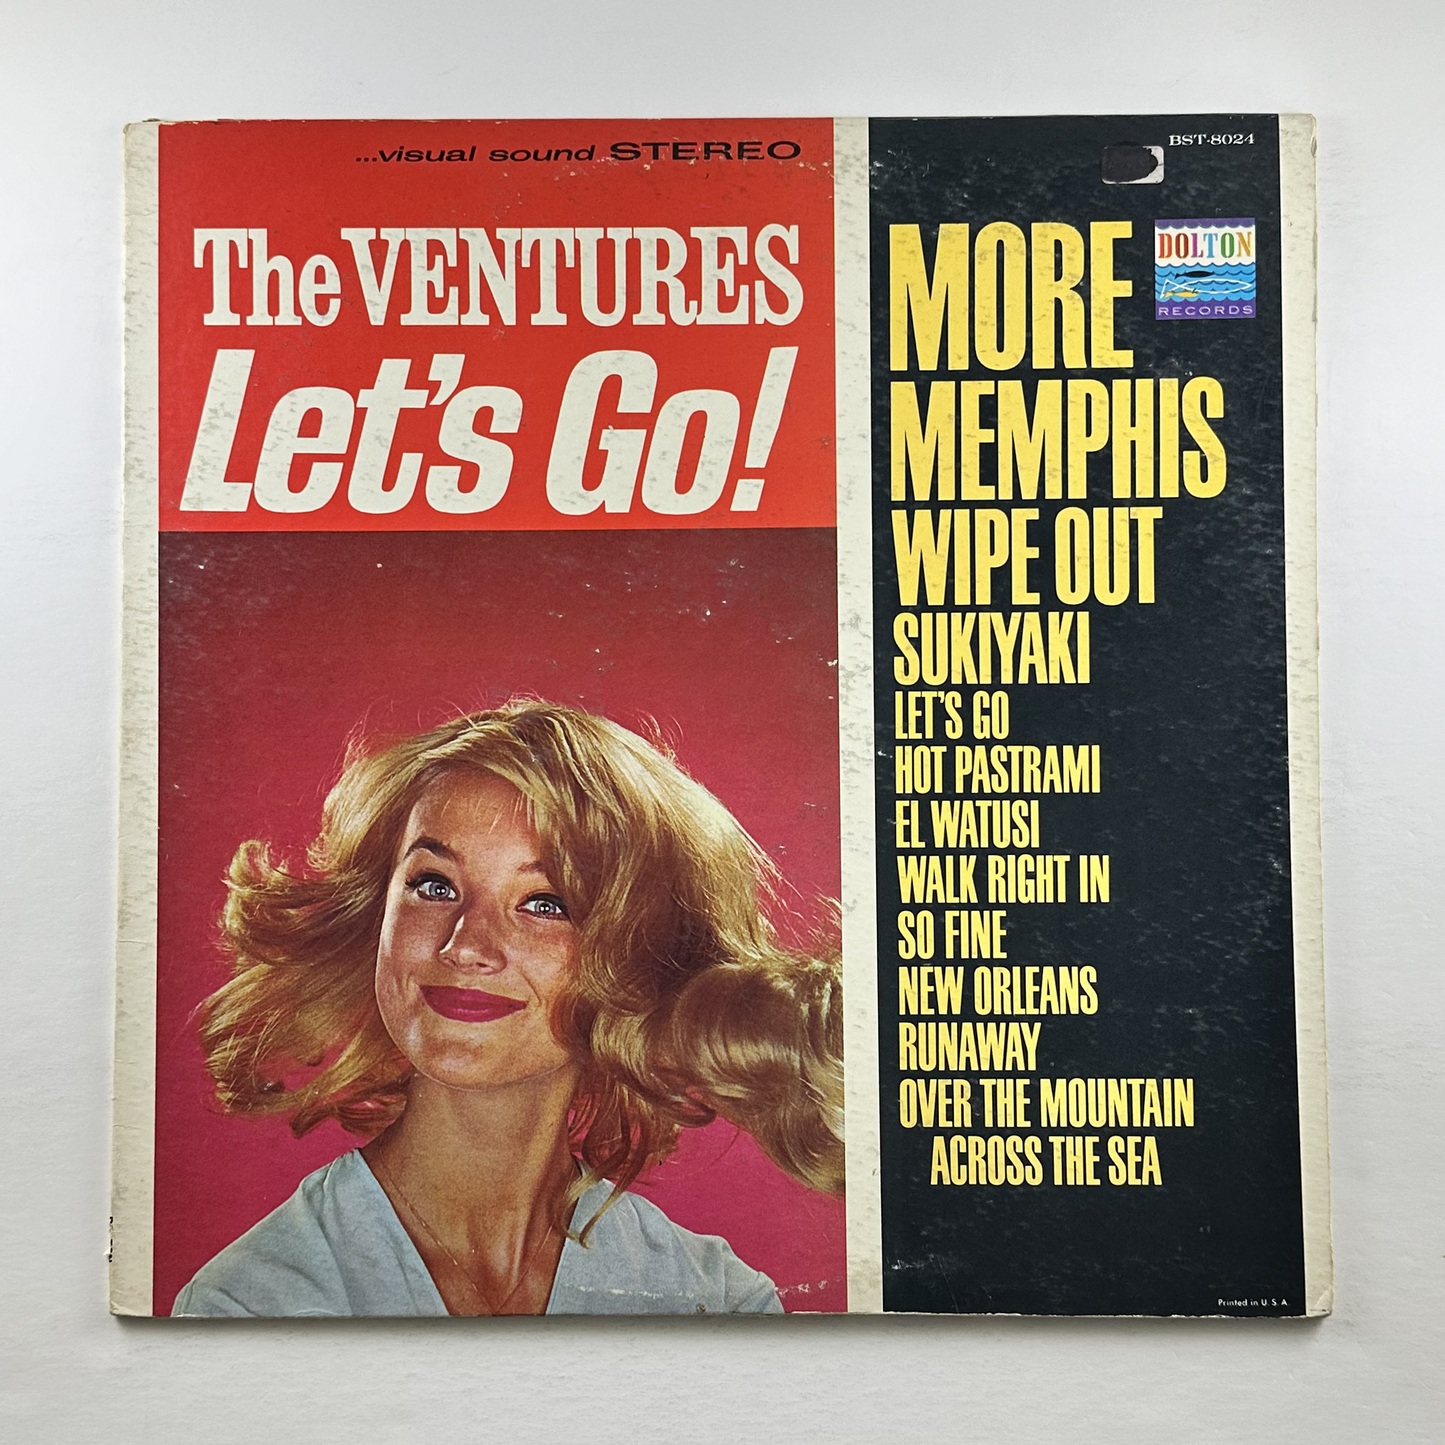 ...visual sound STEREO
The VENTURES
Let's Go!
BST-8024
DOLTON
RECORDS
MORE
MEMPHIS
WIPE OUT
SUKIYAKI
LET'S GO
HOT PASTRAMI
EL WATUSI
WALK RIGHT IN
SO FINE
NEW ORLEANS
RUNAWAY
OVER THE MOUNTAIN
ACROSS THE SEA
Printed in U.S.A.